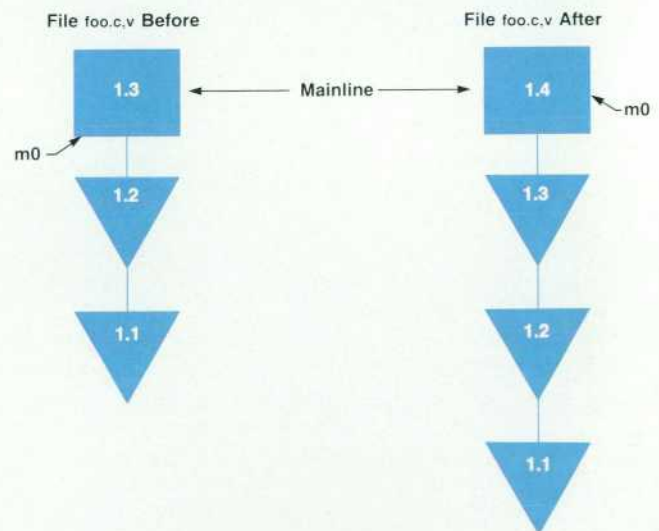 File foo.c,v Before
File foo.c,v After
1.3
Mainline
1.4
m0
m0
1.2
1.3
1.1
1.2
1.1